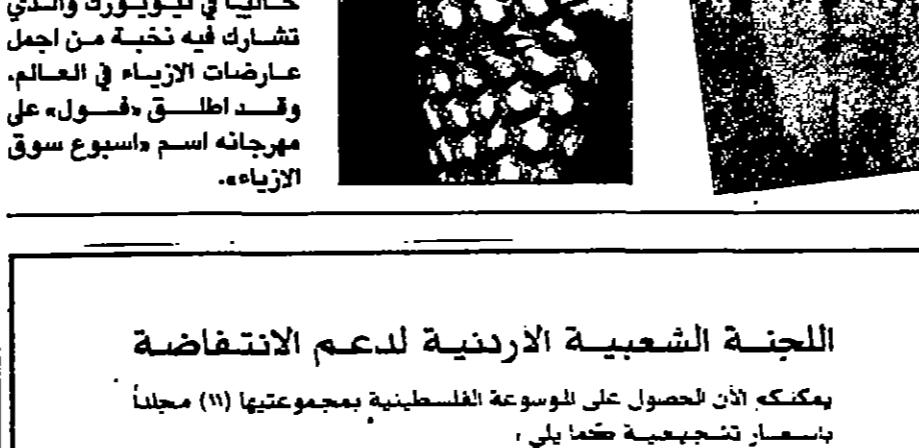 حاليا في نيويورك والذي
تشارك فيه نخبة من اجمل
عارضات الازياء في العالم.
وقد اطلق «فول» على
مهرجانه اسم «اسبوع سوق
الازياء».
اللجنة الشعبية الاردنية لدعم الانتفاضة
يمكنكم الآن الحصول على الموسوعة الفلسطينية بمجموعتيها (١١) مجلداً
باسعار تشجيعية كما يلي :